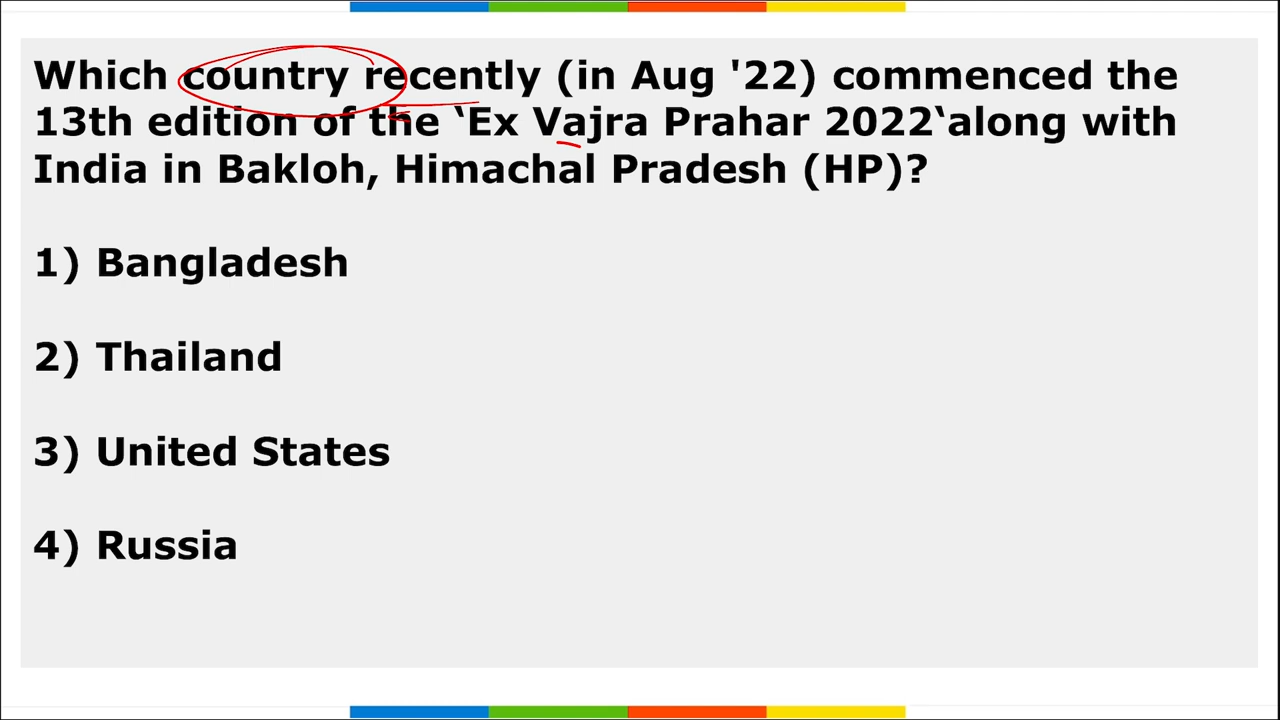 Which country recently (in Aug '22) commenced the
13th edition of the ‘Ex Vajra Prahar 2022‘along with
India in Bakloh, Himachal Pradesh (HP)?
1) Bangladesh
2) Thailand
3) United States
4) Russia